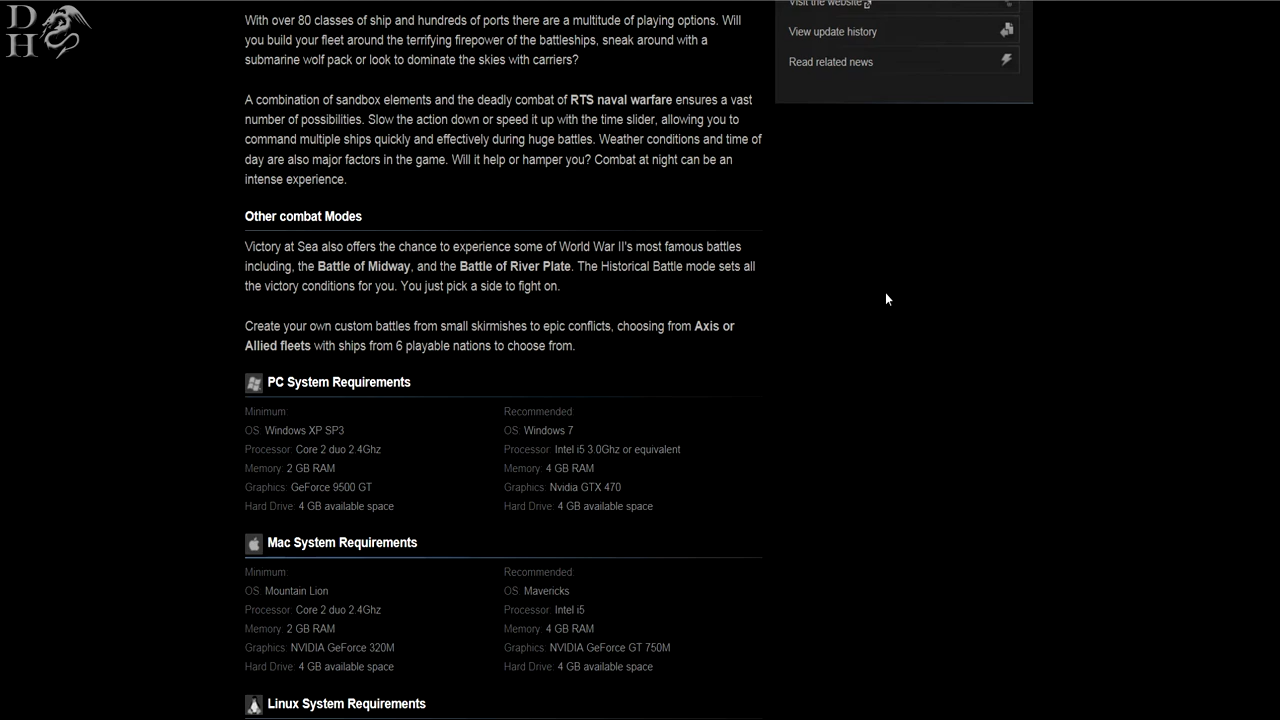 D
H
With over 80 classes of ship and hundreds of ports there are a multitude of playing options. Will
you build your fleet around the terrifying firepower of the battleships, sneak around with a
submarine wolf pack or look to dominate the skies with carriers?
Visit the website
View update history
Read related news
A combination of sandbox elements and the deadly combat of RTS naval warfare ensures a vast
number of possibilities. Slow the action down or speed it up with the time slider, allowing you to
command multiple ships quickly and effectively during huge battles. Weather conditions and time of
day are also major factors in the game. Will it help or hamper you? Combat at night can be an
intense experience.
Other combat Modes
Victory at Sea also offers the chance to experience some of World War II's most famous battles
including, the Battle of Midway, and the Battle of River Plate. The Historical Battle mode sets all
the victory conditions for you. You just pick a side to fight on.
Create your own custom battles from small skirmishes to epic conflicts, choosing from Axis or
Allied fleets with ships from 6 playable nations to choose from.
PC System Requirements
Minimum:
OS: Windows XP SP3
Processor: Core 2 duo 2.4Ghz
Memory: 2 GB RAM
Graphics: GeForce 9500 GT
Hard Drive: 4 GB available space
Recommended:
OS: Windows 7
Processor: Intel i5 3.0Ghz or equivalent
Memory: 4 GB RAM
Graphics: Nvidia GTX 470
Hard Drive: 4 GB available space
Mac System Requirements
Minimum:
OS: Mountain Lion
Processor: Core 2 duo 2.4Ghz
Memory: 2 GB RAM
Graphics: NVIDIA GeForce 320M
Hard Drive: 4 GB available space
Recommended:
OS: Mavericks
Processor: Intel i5
Memory: 4 GB RAM
Graphics: NVIDIA GeForce GT 750M
Hard Drive: 4 GB available space
Linux System Requirements